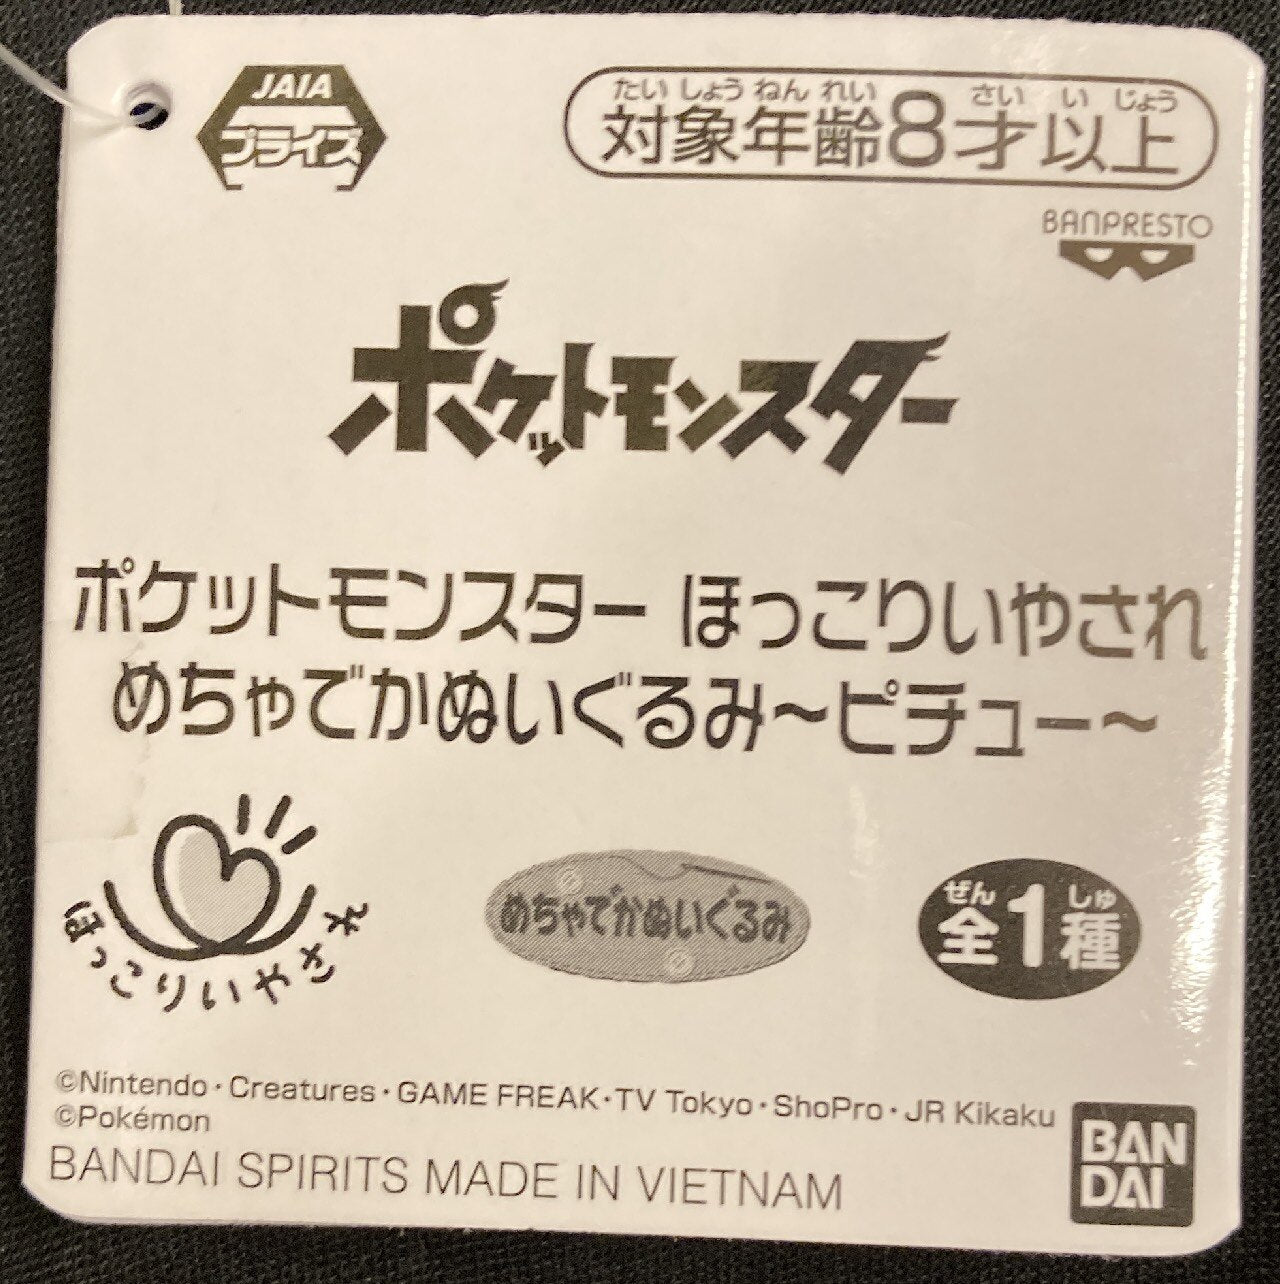 JAIA
プライズ
たいしょうねんれい さいいじょう
対象年齢8才以上
BANPRESTO
ポケットモンスター
ポケットモンスター ほっこりいやされ
めちゃでかぬいぐるみ〜ピチュー〜
ほっこりいやされ
めちゃでかぬいぐるみ
ぜん しゅ
全1種
©Nintendo・Creatures・GAME FREAK・TV Tokyo・ShoPro・JR Kikaku
©Pokémon
BANDAI SPIRITS MADE IN VIETNAM
BAN
DAI